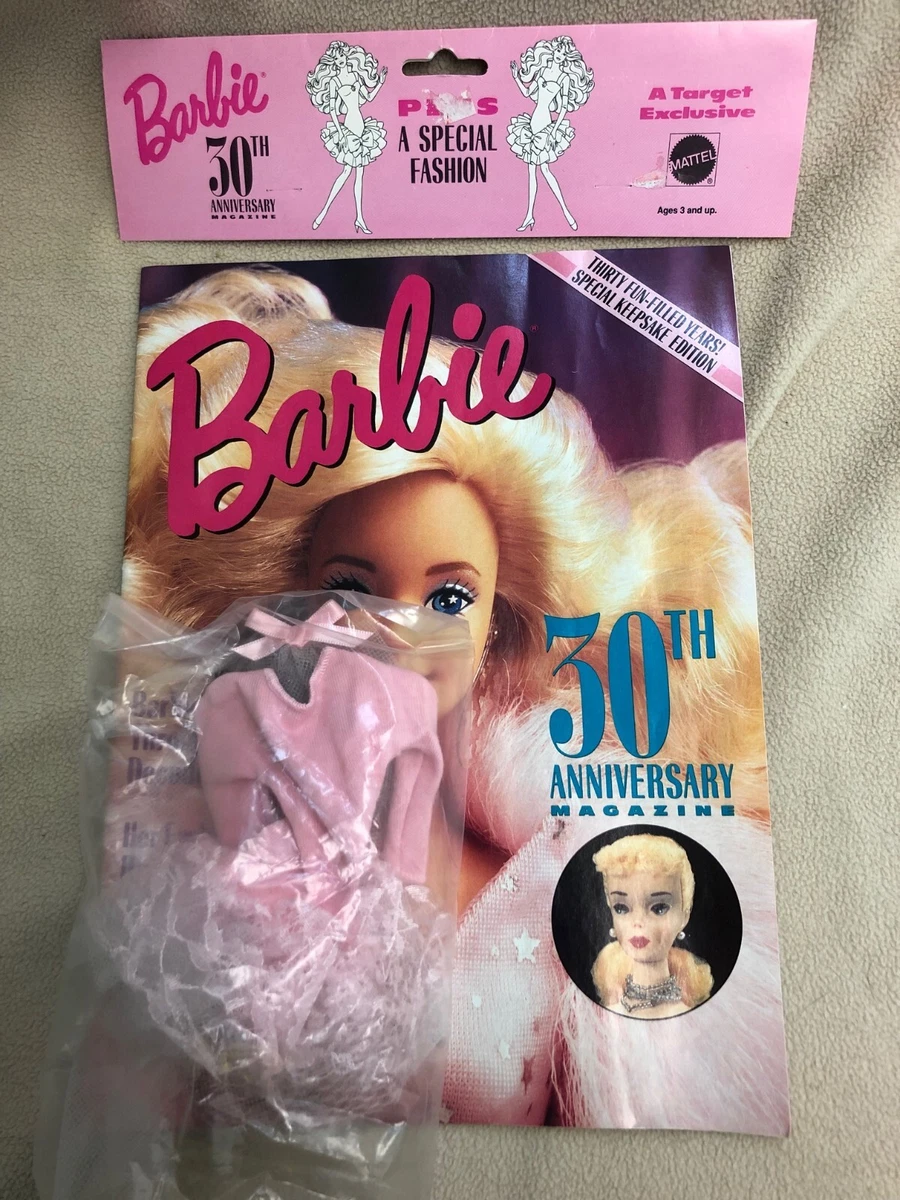 Barbie®
30TH
ANNIVERSARY
MAGAZINE
A SPECIAL
FASHION
A Target
Exclusive
MATTEL
®
Ages 3 and up.
THIRTY FUN-FILLED YEARS!
SPECIAL KEEPSAKE EDITION
Barbie
30TH
ANNIVERSARY
MAGAZINE